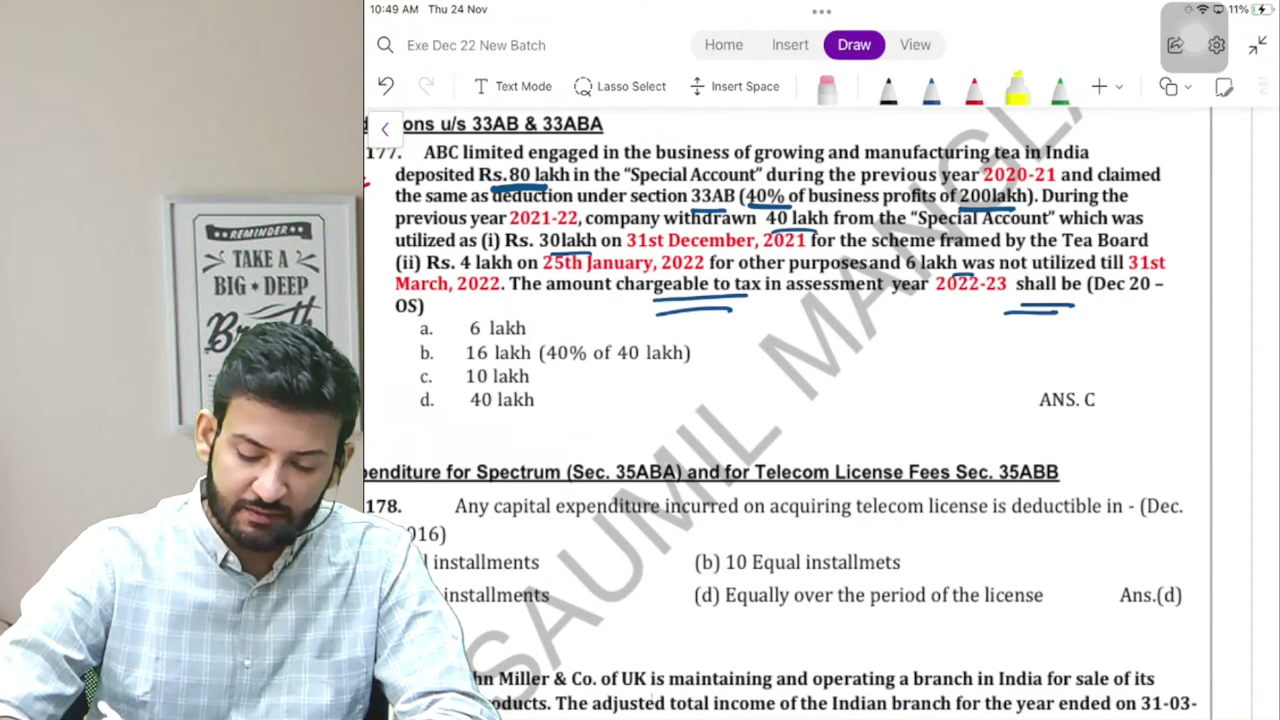 10:49 AM Thu 24 Nov
11%
Exe Dec 22 New Batch
Home Insert Draw View
Text Mode Lasso Select Insert Space
ons u/s 33AB & 33ABA
177. ABC limited engaged in the business of growing and manufacturing tea in India
deposited Rs.80 lakh in the “Special Account” during the previous year 2020-21 and claimed
the same as deduction under section 33AB (40% of business profits of 200lakh). During the
previous year 2021-22, company withdrawn 40 lakh from the “Special Account” which was
utilized as (i) Rs. 30lakh on 31st December, 2021 for the scheme framed by the Tea Board
(ii) Rs. 4 lakh on 25th January, 2022 for other purposes and 6 lakh was not utilized till 31st
March, 2022. The amount chargeable to tax in assessment year 2022-23 shall be (Dec 20 –
OS)
a. 6 lakh
b. 16 lakh (40% of 40 lakh)
c. 10 lakh
d. 40 lakh ANS. C
penditure for Spectrum (Sec. 35ABA) and for Telecom License Fees Sec. 35ABB
178. Any capital expenditure incurred on acquiring telecom license is deductible in - (Dec.
016)
l installments (b) 10 Equal installmets
installments (d) Equally over the period of the license Ans.(d)
hn Miller & Co. of UK is maintaining and operating a branch in India for sale of its
oducts. The adjusted total income of the Indian branch for the year ended on 31-03-
SAUMIL MANGLA
REMINDER
TAKE A
BIG DEEP
Breath